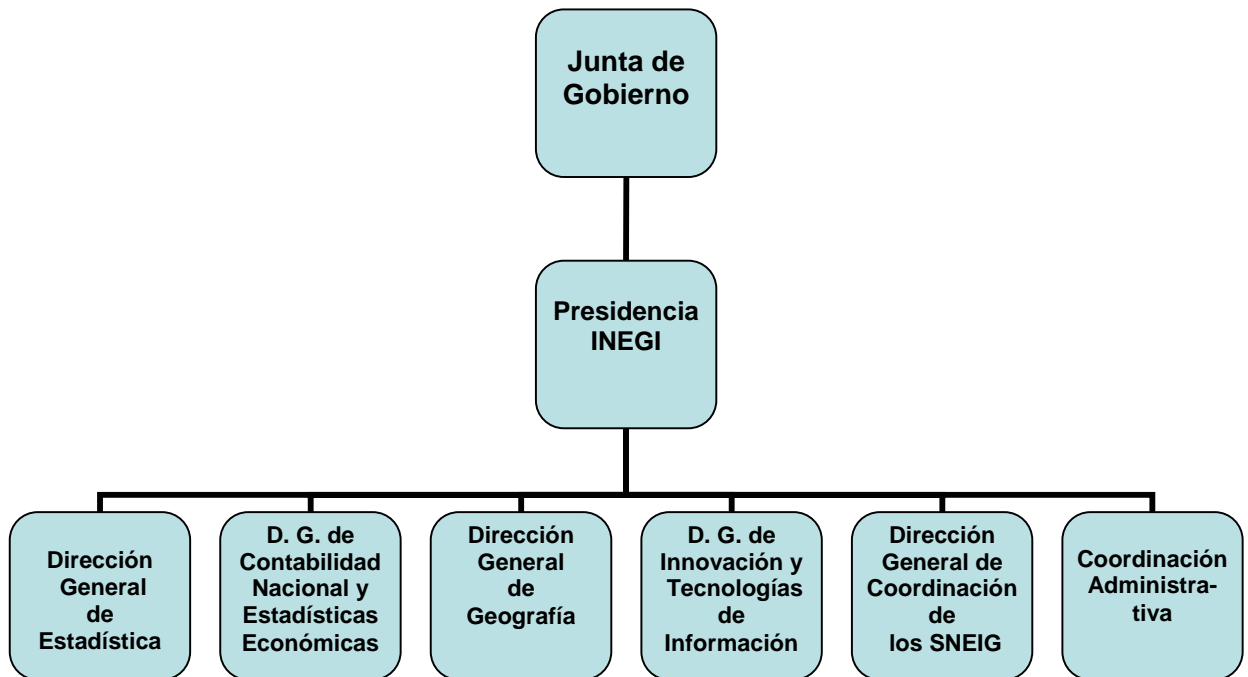 Junta de
Gobierno
Presidencia
INEGI
Dirección
General
de
Estadística
D. G. de
Contabilidad
Nacional y
Estadísticas
Económicas
Dirección
General
de
Geografía
D. G. de
Innovación y
Tecnologías
de
Información
Dirección
General de
Coordinación
de
los SNEIG
Coordinación
Administra-
tiva